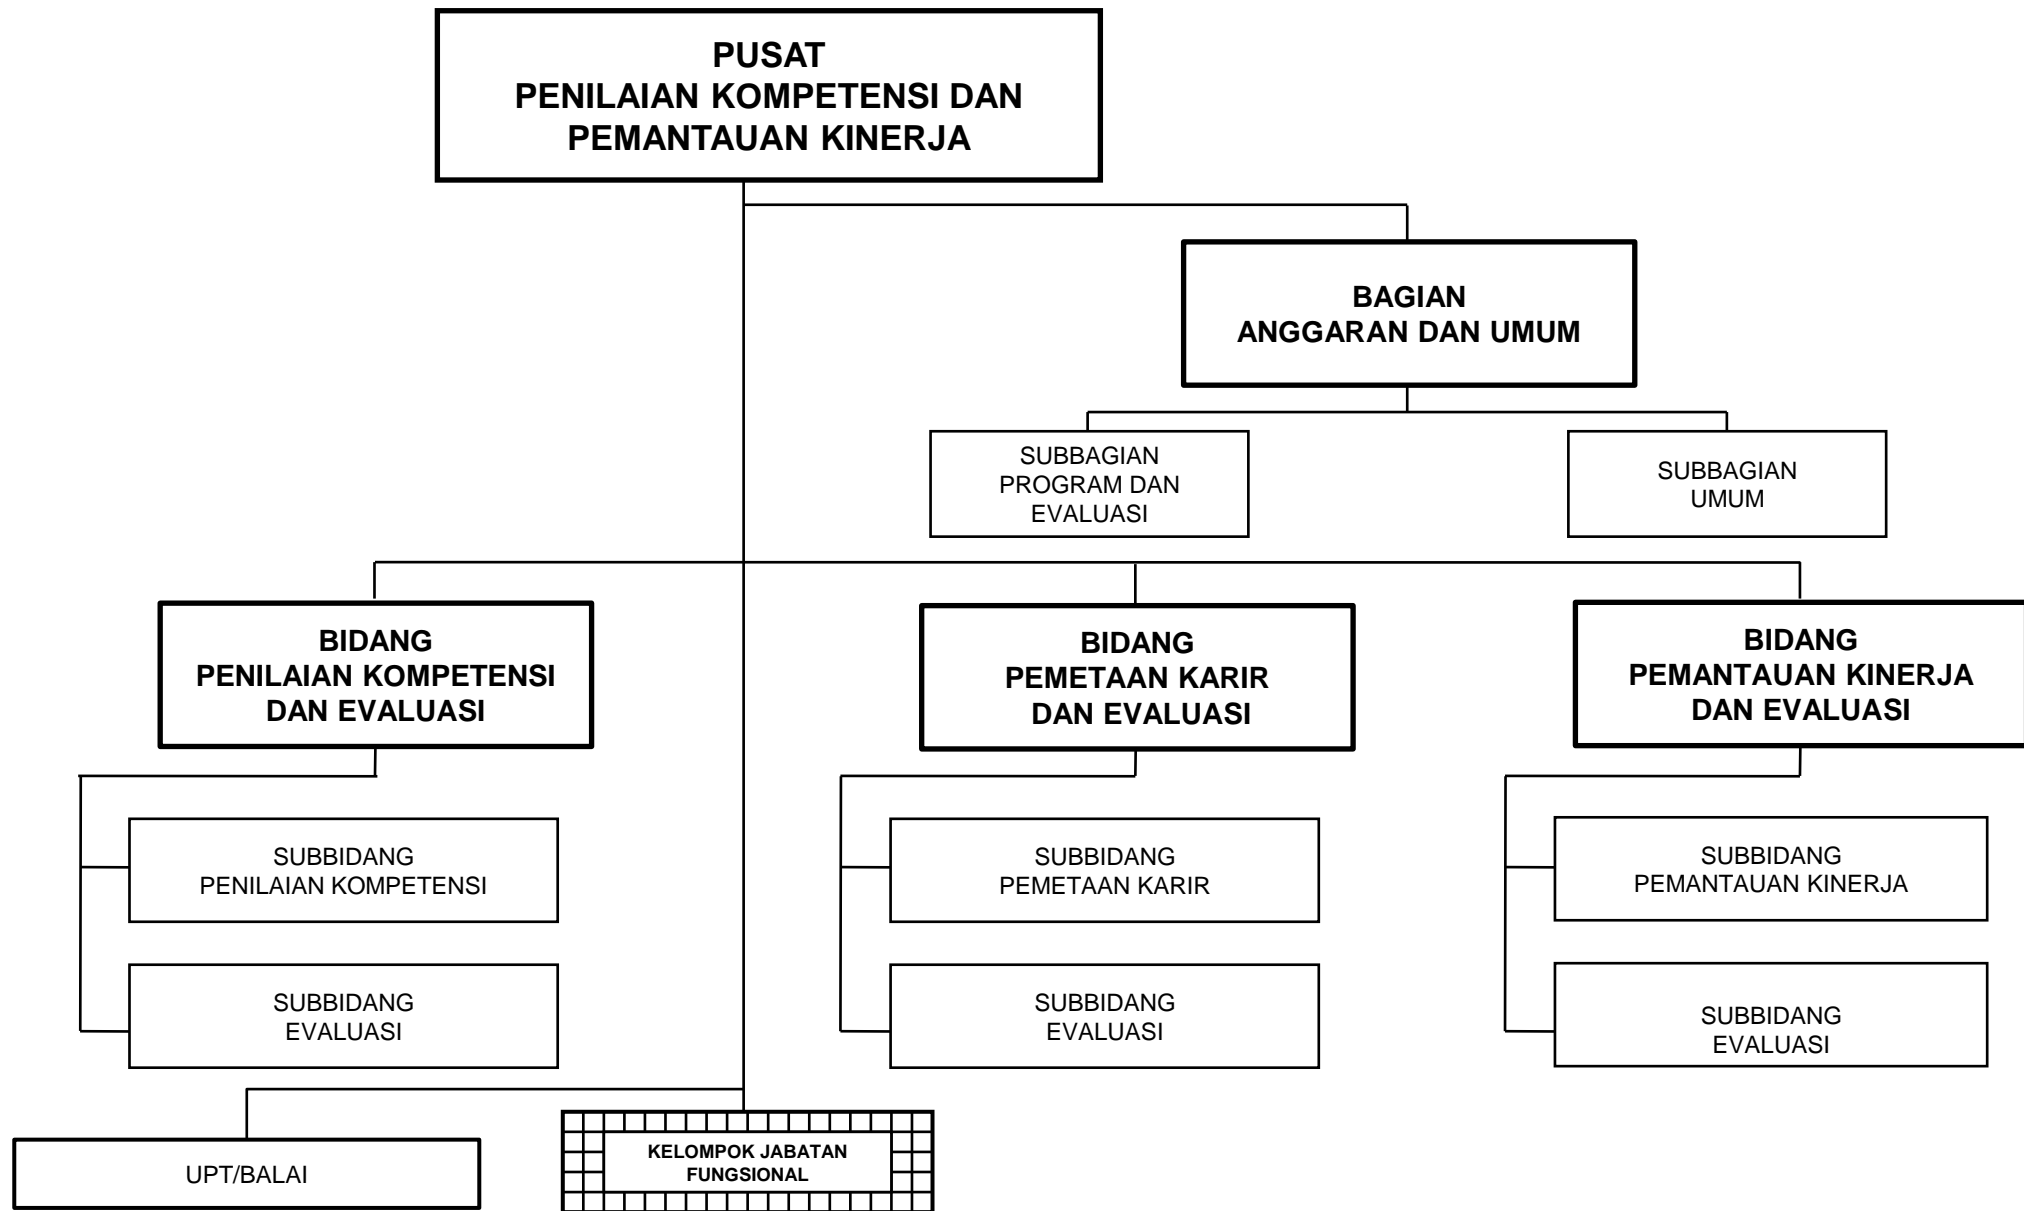 PUSAT
PENILAIAN KOMPETENSI DAN
PEMANTAUAN KINERJA
BAGIAN
ANGGARAN DAN UMUM
SUBBAGIAN
PROGRAM DAN
EVALUASI
SUBBAGIAN
UMUM
BIDANG
PENILAIAN KOMPETENSI
DAN EVALUASI
BIDANG
PEMETAAN KARIR
DAN EVALUASI
BIDANG
PEMANTAUAN KINERJA
DAN EVALUASI
SUBBIDANG
PENILAIAN KOMPETENSI
SUBBIDANG
PEMETAAN KARIR
SUBBIDANG
PEMANTAUAN KINERJA
SUBBIDANG
EVALUASI
SUBBIDANG
EVALUASI
SUBBIDANG
EVALUASI
UPT/BALAI
KELOMPOK JABATAN
FUNGSIONAL